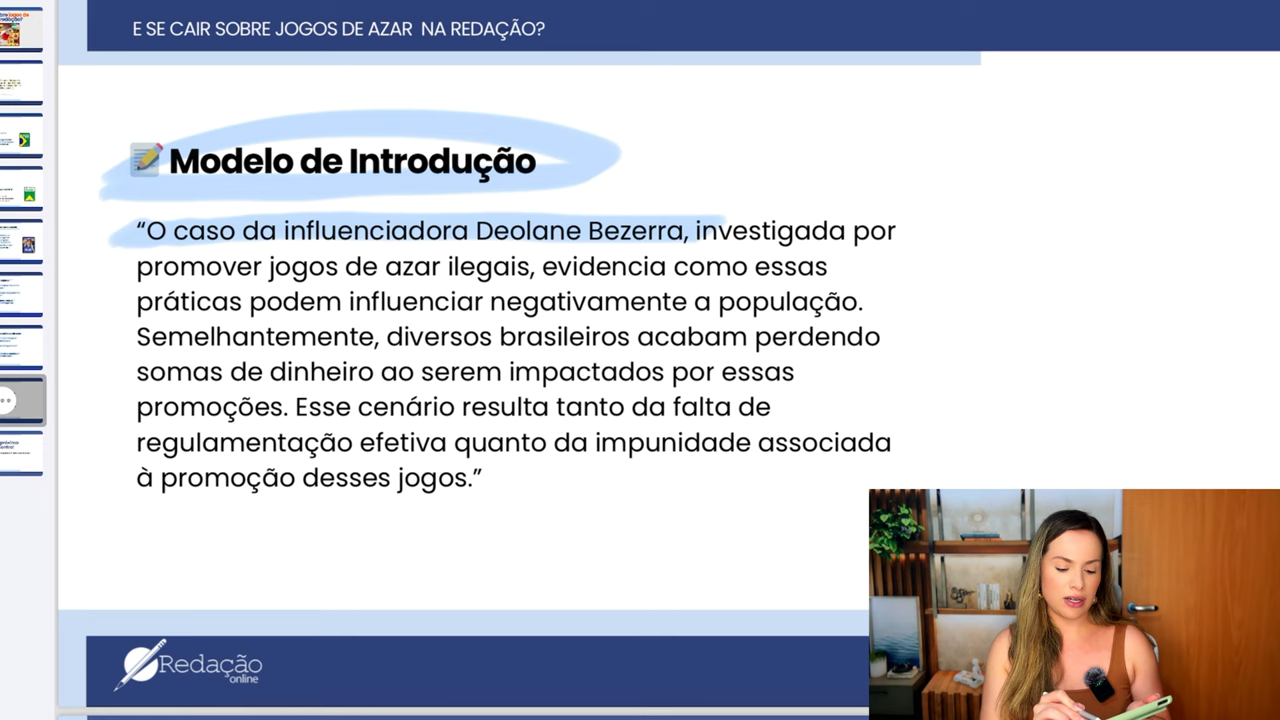 E SE CAIR SOBRE JOGOS DE AZAR NA REDAÇÃO?
Modelo de Introdução
“O caso da influenciadora Deolane Bezerra, investigada por
promover jogos de azar ilegais, evidencia como essas
práticas podem influenciar negativamente a população.
Semelhantemente, diversos brasileiros acabam perdendo
somas de dinheiro ao serem impactados por essas
promoções. Esse cenário resulta tanto da falta de
regulamentação efetiva quanto da impunidade associada
à promoção desses jogos.”
Redação
online